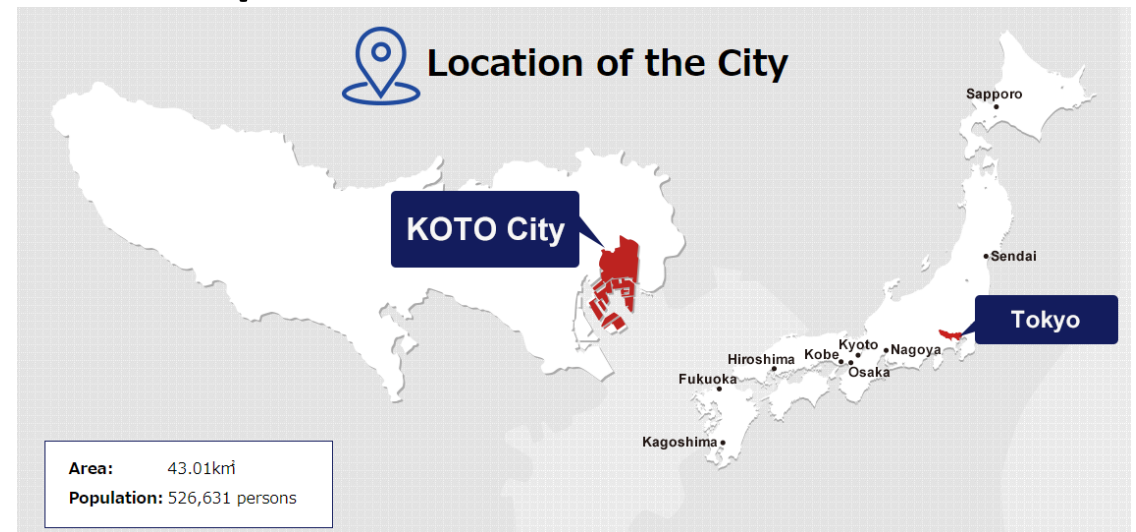 Location of the City
Sapporo
KOTO City
Sendai
Tokyo
Kyoto
Nagoya
Kobe
Hiroshima
Osaka
Fukuoka
Kagoshima
Area: 43.01k㎡
Population: 526,631 persons